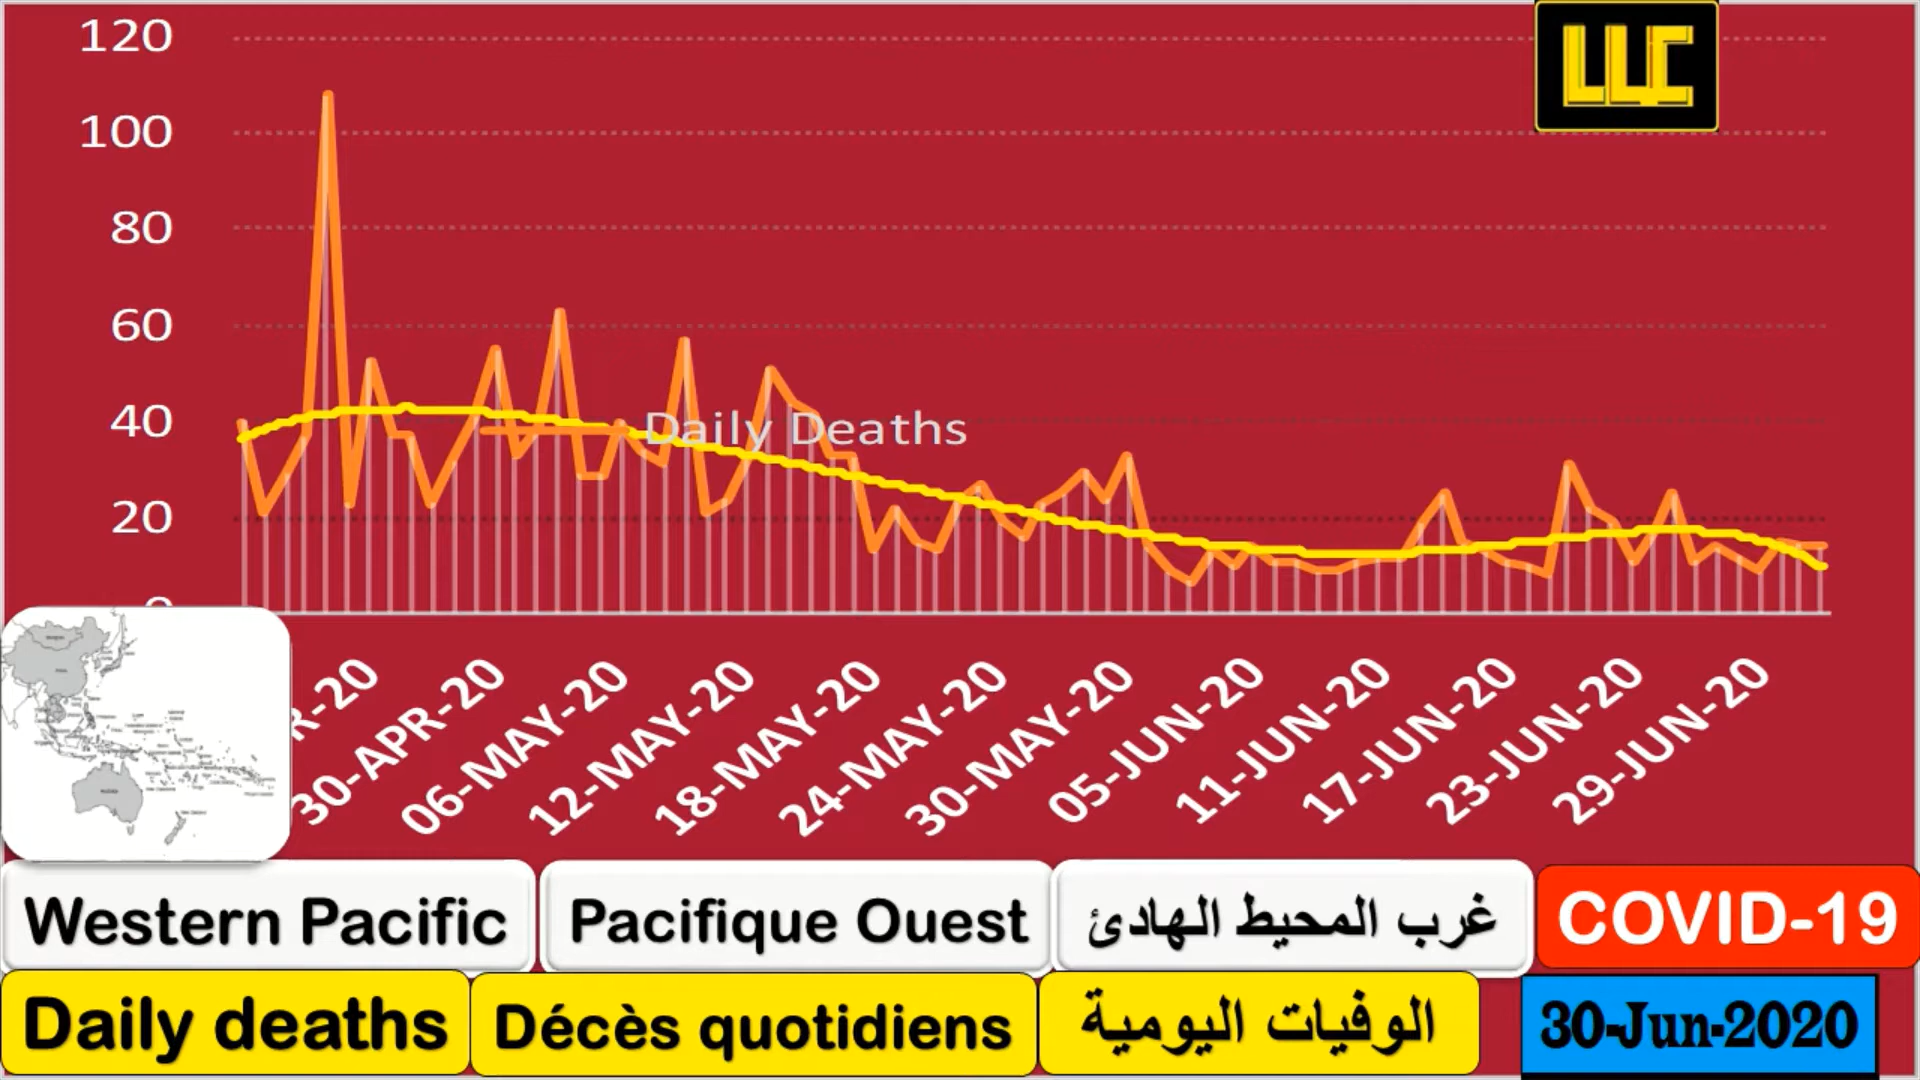 120
LLC
100
80
60
40
Daily Deaths
20
0
R-20
30-APR-20
06-MAY-20
12-MAY-20
18-MAY-20
24-MAY-20
30-MAY-20
05-JUN-20
11-JUN-20
17-JUN-20
23-JUN-20
29-JUN-20
Western Pacific
Pacifique Ouest
غرب المحيط الهادئ
COVID-19
Daily deaths
Décès quotidiens
الوفيات اليومية
30-Jun-2020